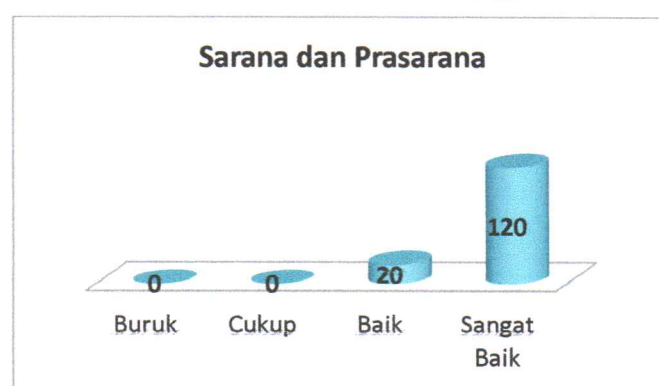 Sarana dan Prasarana
120
20
0
0
Buruk
Cukup
Baik
Sangat
Baik